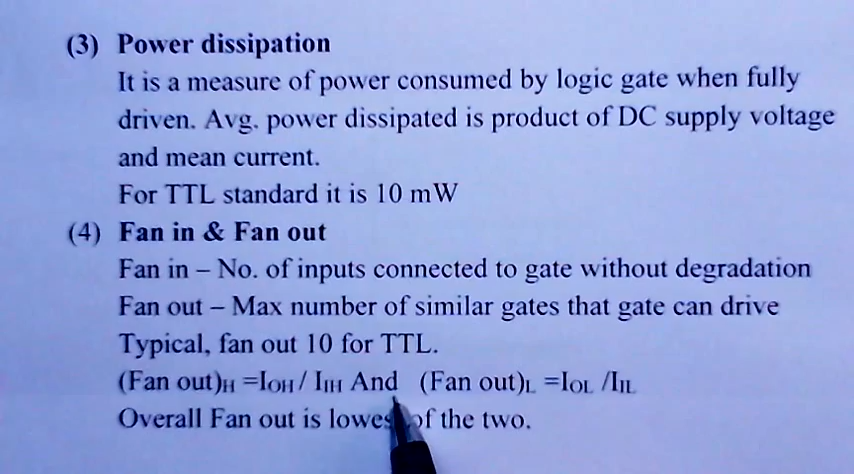 (3) Power dissipation
It is a measure of power consumed by logic gate when fully
driven. Avg. power dissipated is product of DC supply voltage
and mean current.
For TTL standard it is 10 mW
(4) Fan in & Fan out
Fan in – No. of inputs connected to gate without degradation
Fan out – Max number of similar gates that gate can drive
Typical, fan out 10 for TTL.
(Fan out)H =IOH / IIH And (Fan out)L =IOL /IIL
Overall Fan out is of the two.